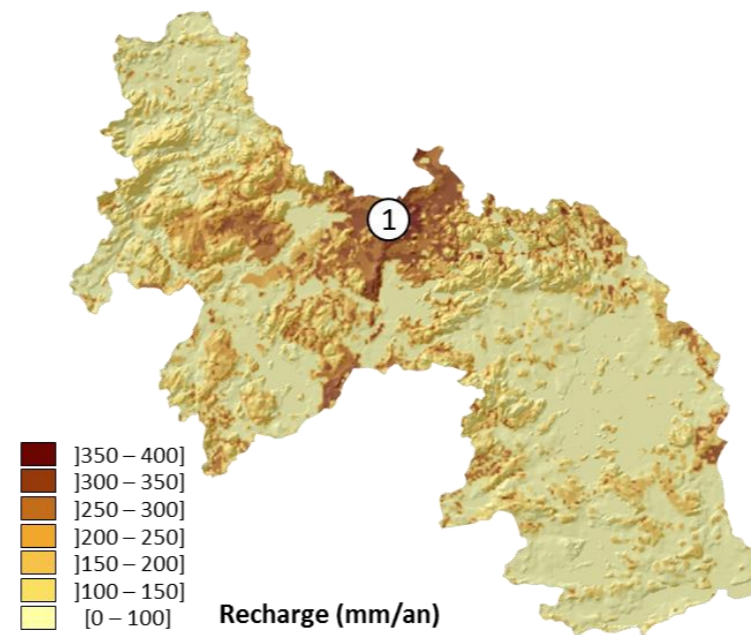 1
]350 – 400]
]300 – 350]
]250 – 300]
]200 – 250]
]150 – 200]
]100 – 150]
[0 – 100]
Recharge (mm/an)